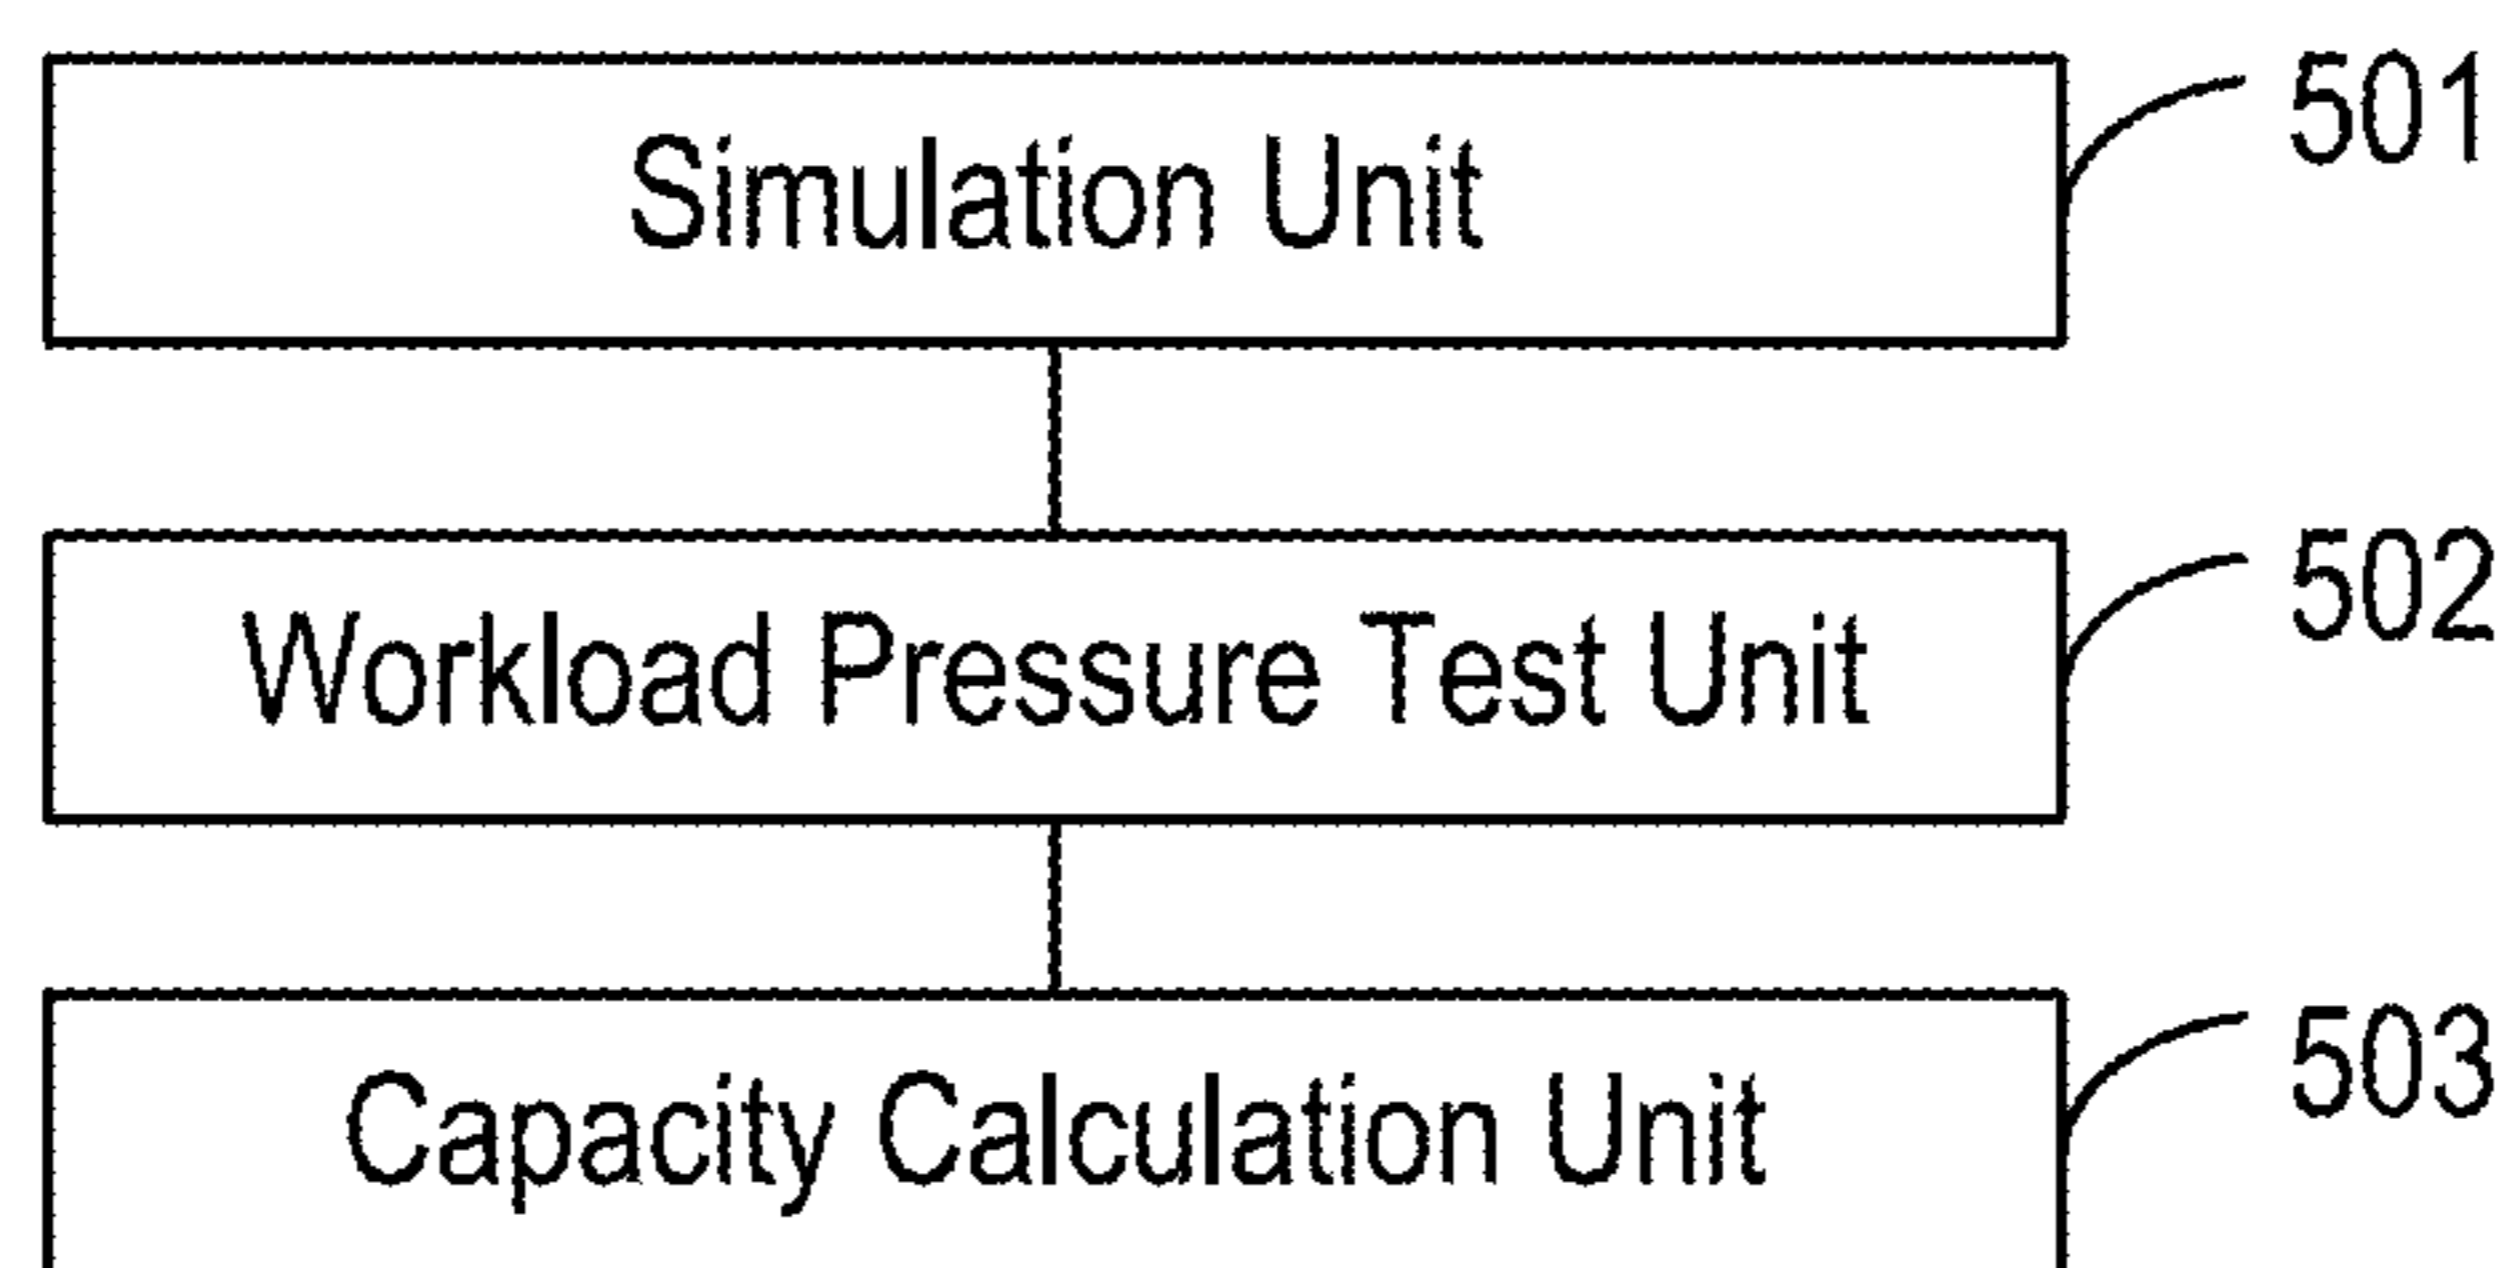 Simulation Unit 501
Workload Pressure Test Unit 502
Capacity Calculation Unit 503